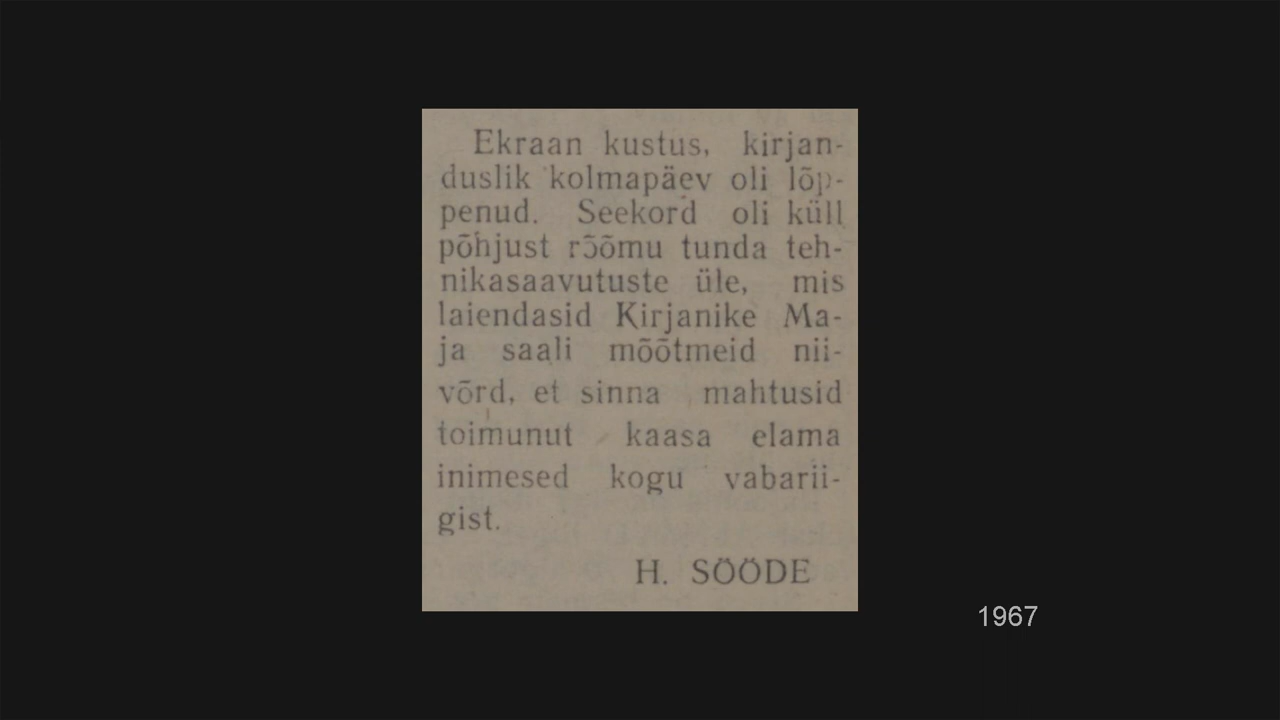 Ekraan kustus, kirjan-
duslik kolmapäev oli lõp-
penud. Seekord oli küll
põhjust rõõmu tunda teh-
nikasaavutuste üle, mis
laiendasid Kirjanike Ma-
ja saali mõõtmeid nii-
võrd, et sinna mahtusid
toimunut kaasa elama
inimesed kogu vabarii-
gist.
H. SÖÖDE
1967